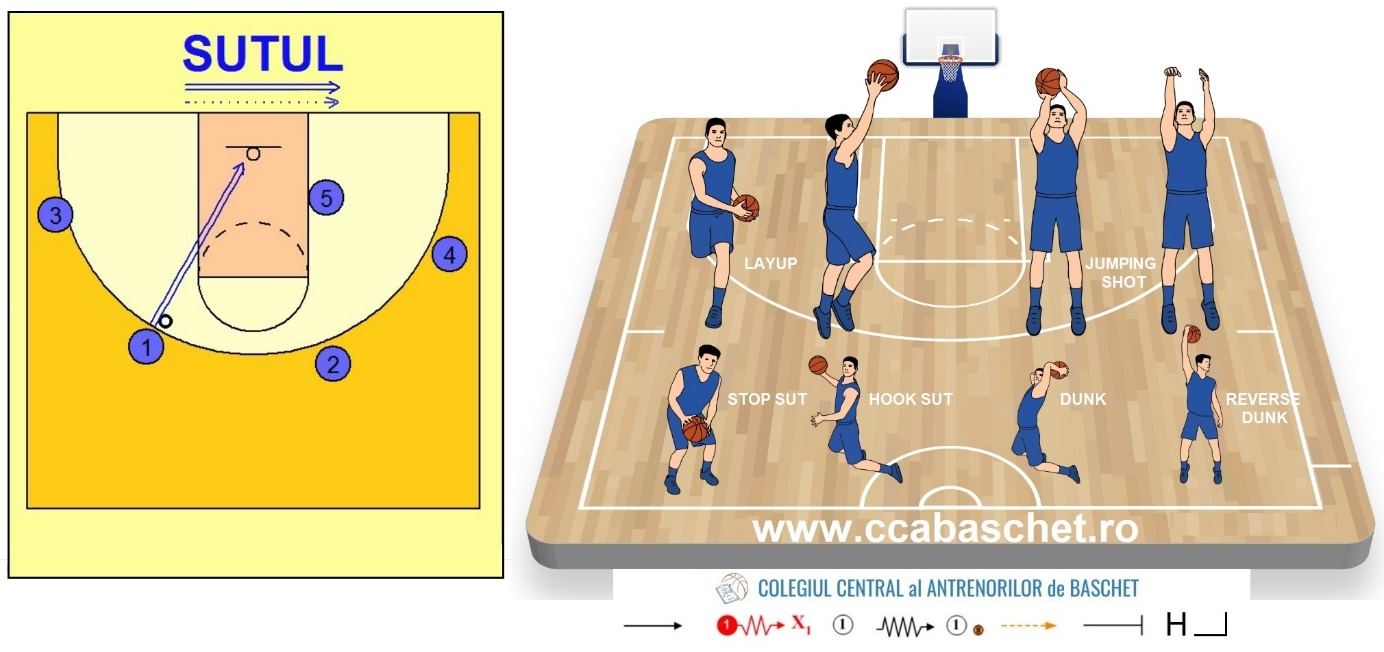 SUTUL
3
5
4
1
2
LAYUP
JUMPING
SHOT
STOP SUT
HOOK SUT
DUNK
REVERSE
DUNK
www.ccabaschet.ro
COLEGIUL CENTRAL al ANTRENORILOR de BASCHET
1 X1 1 1 H